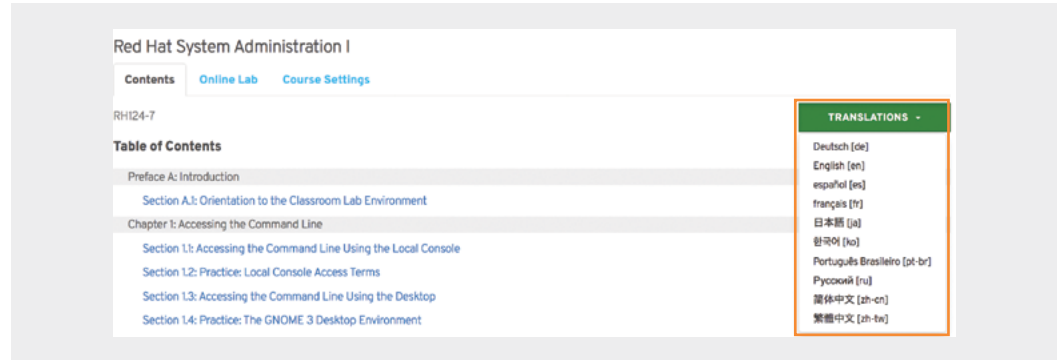 Red Hat System Administration I
Contents Online Lab Course Settings
RH124-7
TRANSLATIONS
Table of Contents
Preface A: Introduction
Section A.1: Orientation to the Classroom Lab Environment
Chapter 1: Accessing the Command Line
Section 1.1: Accessing the Command Line Using the Local Console
Section 1.2: Practice: Local Console Access Terms
Section 1.3: Accessing the Command Line Using the Desktop
Section 1.4: Practice: The GNOME 3 Desktop Environment
Deutsch [de]
English [en]
español [es]
français [fr]
日本語 [ja]
한국어 [ko]
Português Brasileiro [pt-br]
Русский [ru]
简体中文 [zh-cn]
繁體中文 [zh-tw]